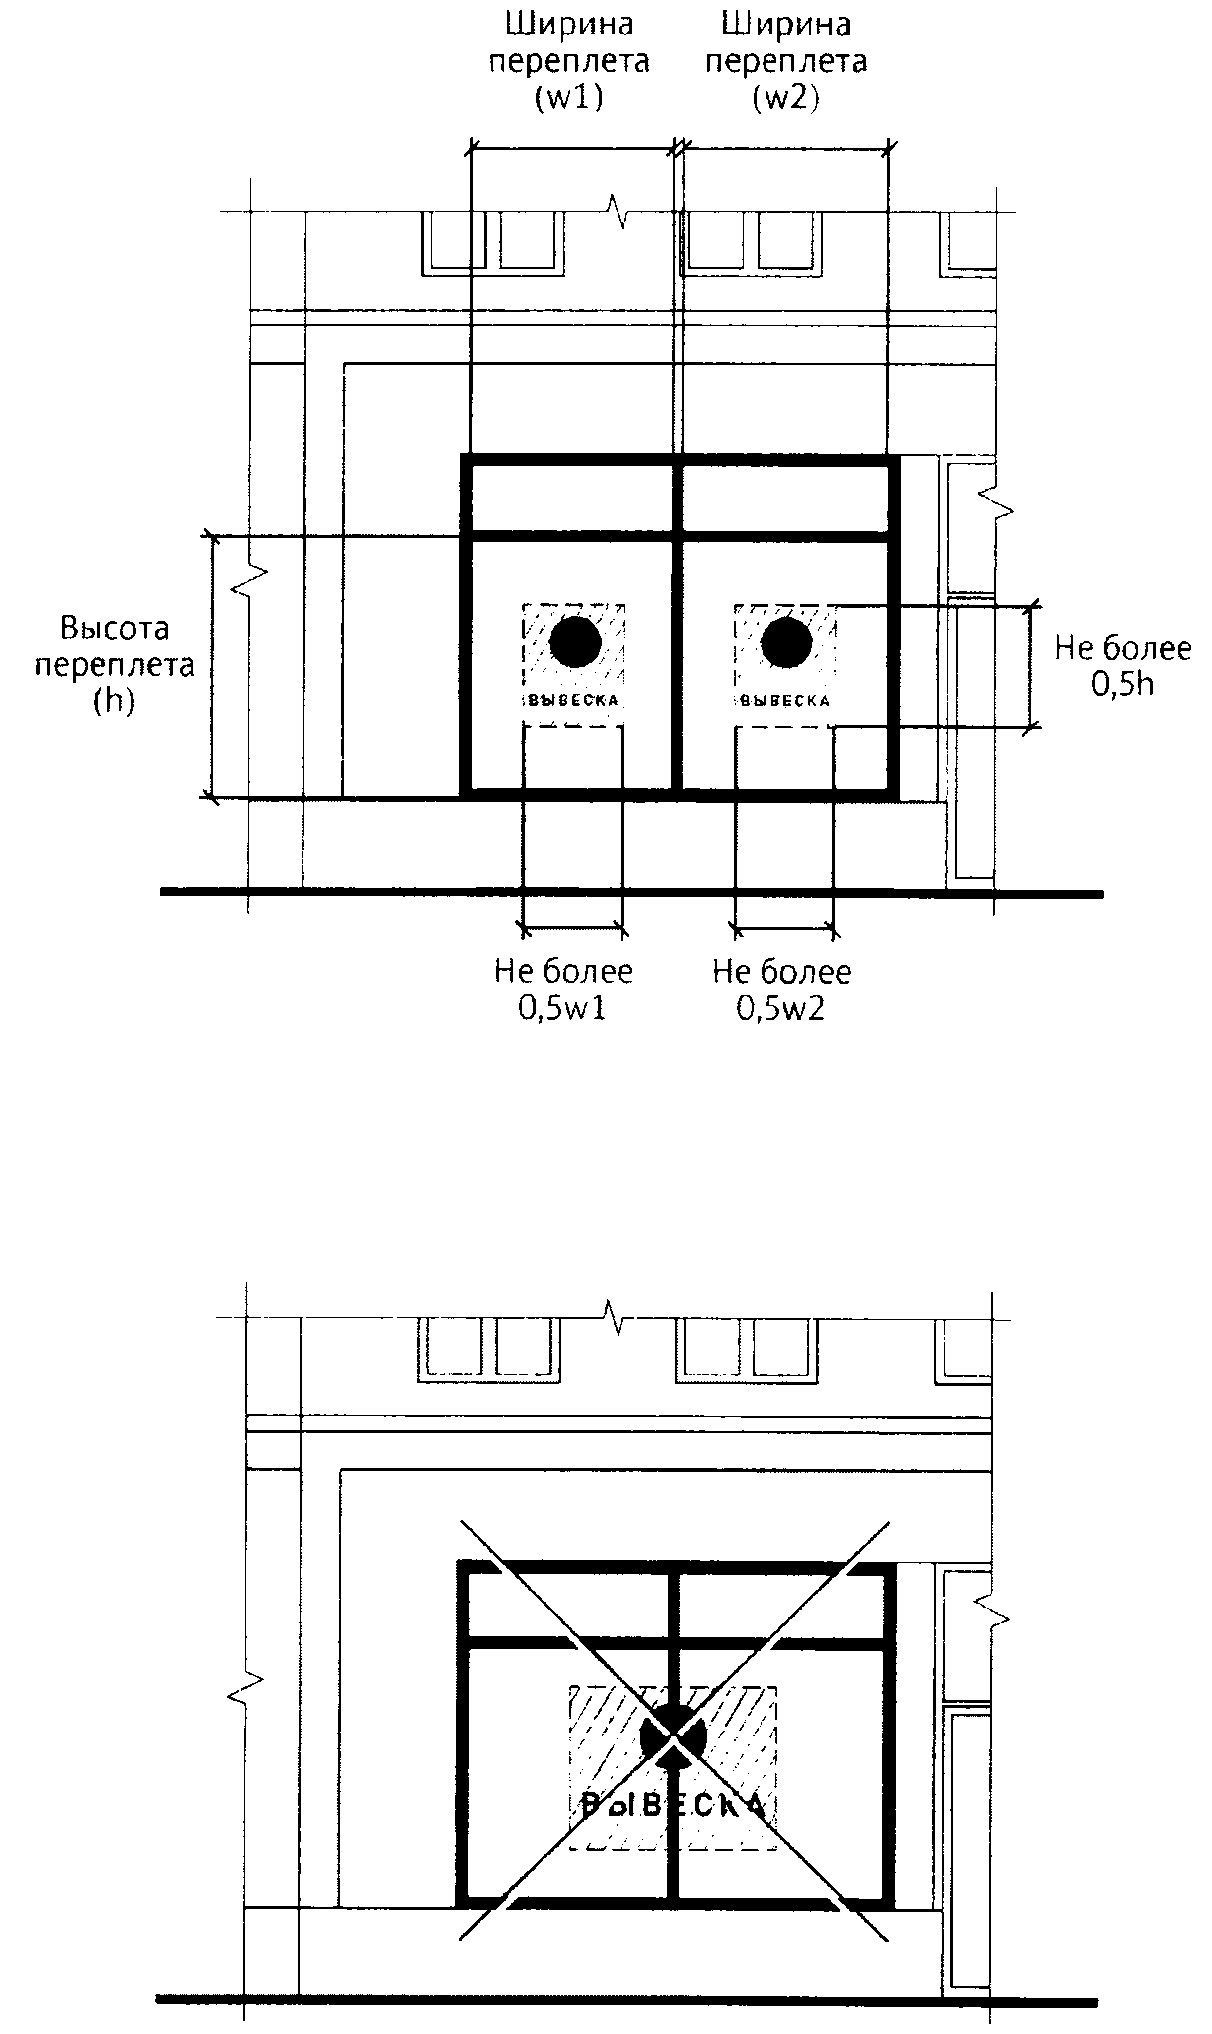 Ширина
переплета
(w1)
Ширина
переплета
(w2)
Высота
переплета
(h)
ВЫВЕСКА
ВЫВЕСКА
Не более
0,5h
Не более
0,5w1
Не более
0,5w2
ВЫВЕСКА